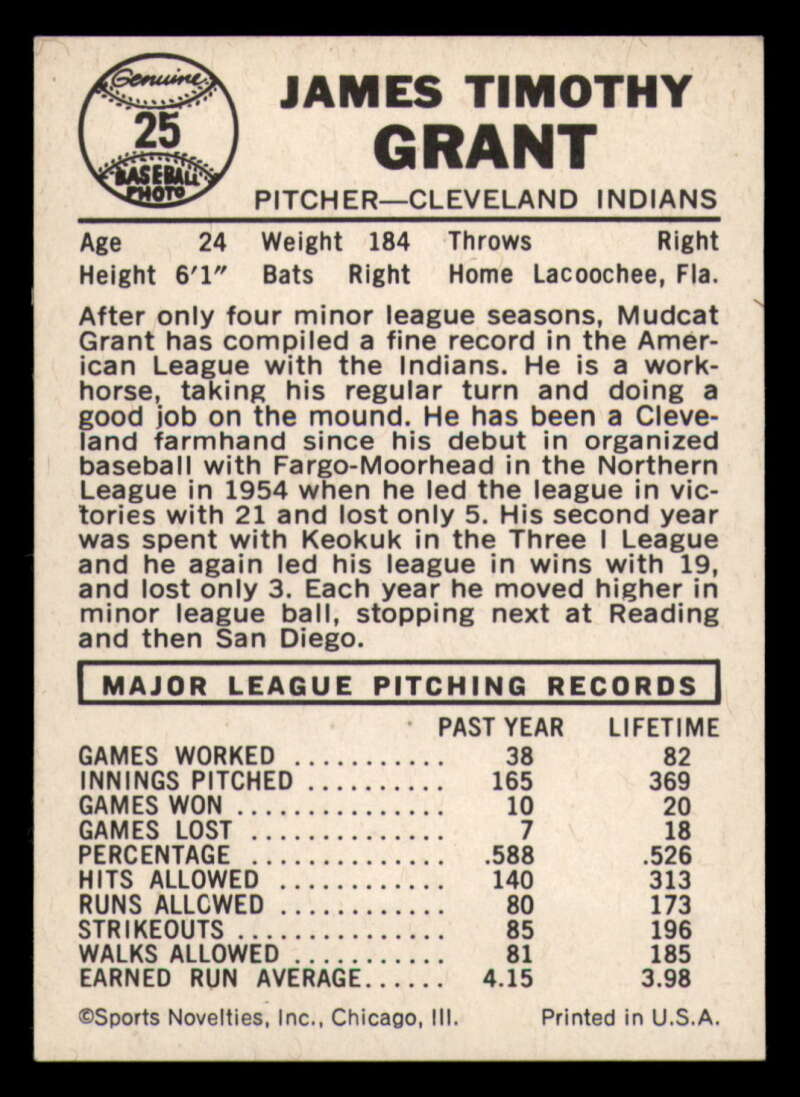 Genuine
25
BASEBALL
PHOTO
JAMES TIMOTHY
GRANT
PITCHER—CLEVELAND INDIANS
Age 24 Weight 184 Throws Right
Height 6'1" Bats Right Home Lacoochee, Fla.
After only four minor league seasons, Mudcat
Grant has compiled a fine record in the Amer-
ican League with the Indians. He is a work-
horse, taking his regular turn and doing a
good job on the mound. He has been a Cleve-
land farmhand since his debut in organized
baseball with Fargo-Moorhead in the Northern
League in 1954 when he led the league in vic-
tories with 21 and lost only 5. His second year
was spent with Keokuk in the Three I League
and he again led his league in wins with 19,
and lost only 3. Each year he moved higher in
minor league ball, stopping next at Reading
and then San Diego.
MAJOR LEAGUE PITCHING RECORDS
PAST YEAR LIFETIME
GAMES WORKED ........... 38 82
INNINGS PITCHED .......... 165 369
GAMES WON ............... 10 20
GAMES LOST .............. 7 18
PERCENTAGE .............. .588 .526
HITS ALLOWED ............ 140 313
RUNS ALLOWED ............ 80 173
STRIKEOUTS ............... 85 196
WALKS ALLOWED ........... 81 185
EARNED RUN AVERAGE...... 4.15 3.98
©Sports Novelties, Inc., Chicago, Ill. Printed in U.S.A.